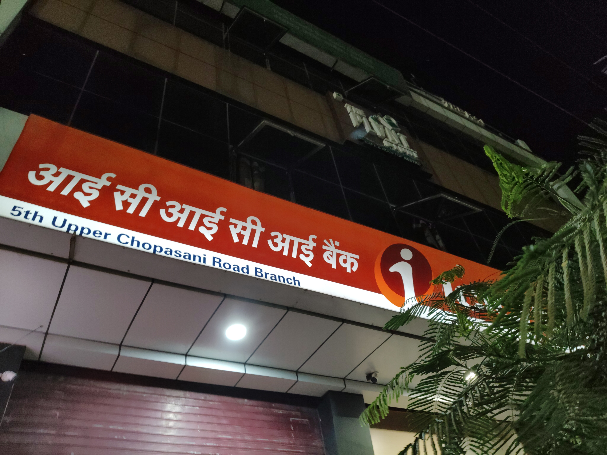 आई सी आई सी आई बैंक
5th Upper Chopasani Road Branch